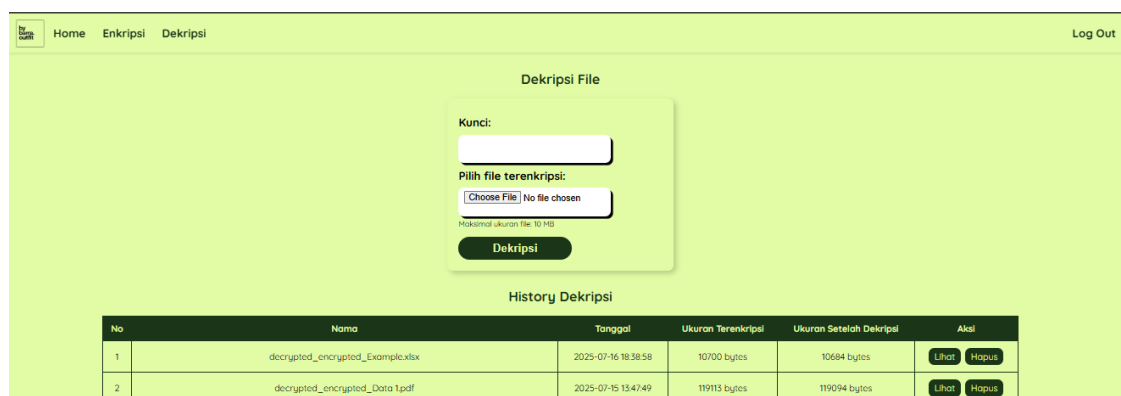 by
barra.
outfit
Home Enkripsi Dekripsi Log Out
Dekripsi File
Kunci:
Pilih file terenkripsi:
Choose File No file chosen
Maksimal ukuran file: 10 MB
Dekripsi
History Dekripsi
No Nama Tanggal Ukuran Terenkripsi Ukuran Setelah Dekripsi Aksi
1 decrypted_encrypted_Example.xlsx 2025-07-16 18:38:58 10700 bytes 10684 bytes Lihat Hapus
2 decrypted_encrypted_Data 1.pdf 2025-07-15 13:47:49 119113 bytes 119094 bytes Lihat Hapus